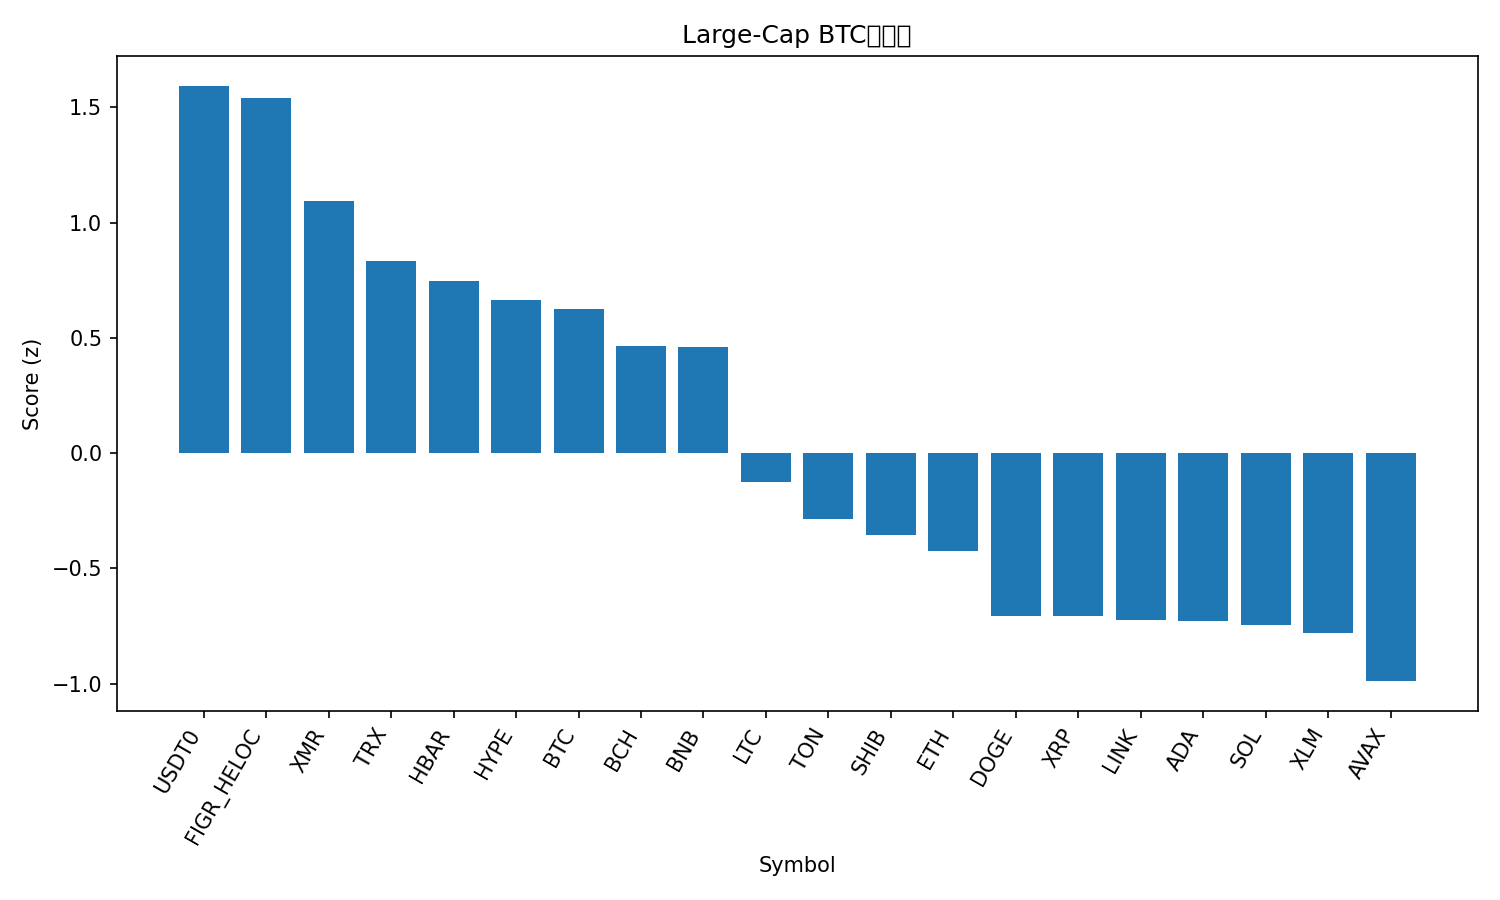 Large-Cap BTC
Score (z)
1.5
1.0
0.5
0.0
−0.5
−1.0
USDT0
FIGR_HELOC
XMR
TRX
HBAR
HYPE
BTC
BCH
BNB
LTC
TON
SHIB
ETH
DOGE
XRP
LINK
ADA
SOL
XLM
AVAX
Symbol